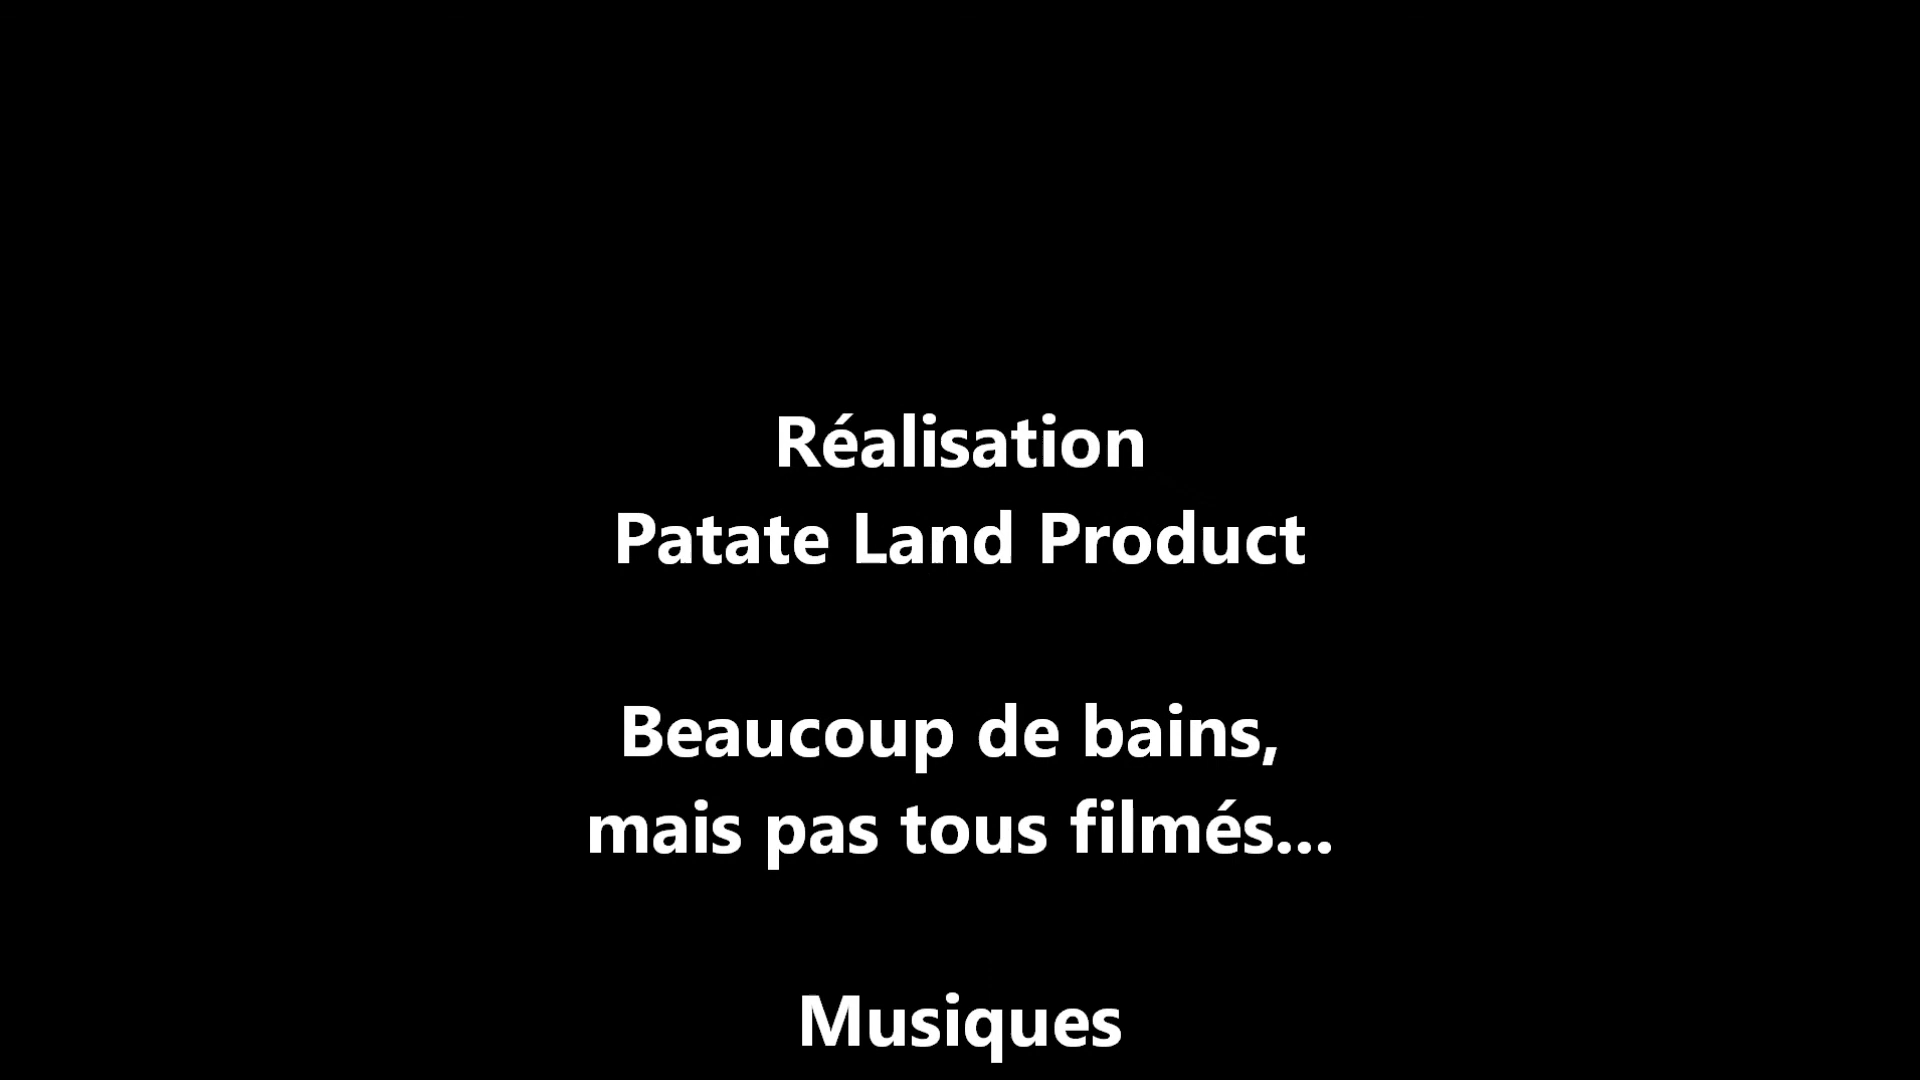 Réalisation
Patate Land Product
Beaucoup de bains,
mais pas tous filmés...
Musiques